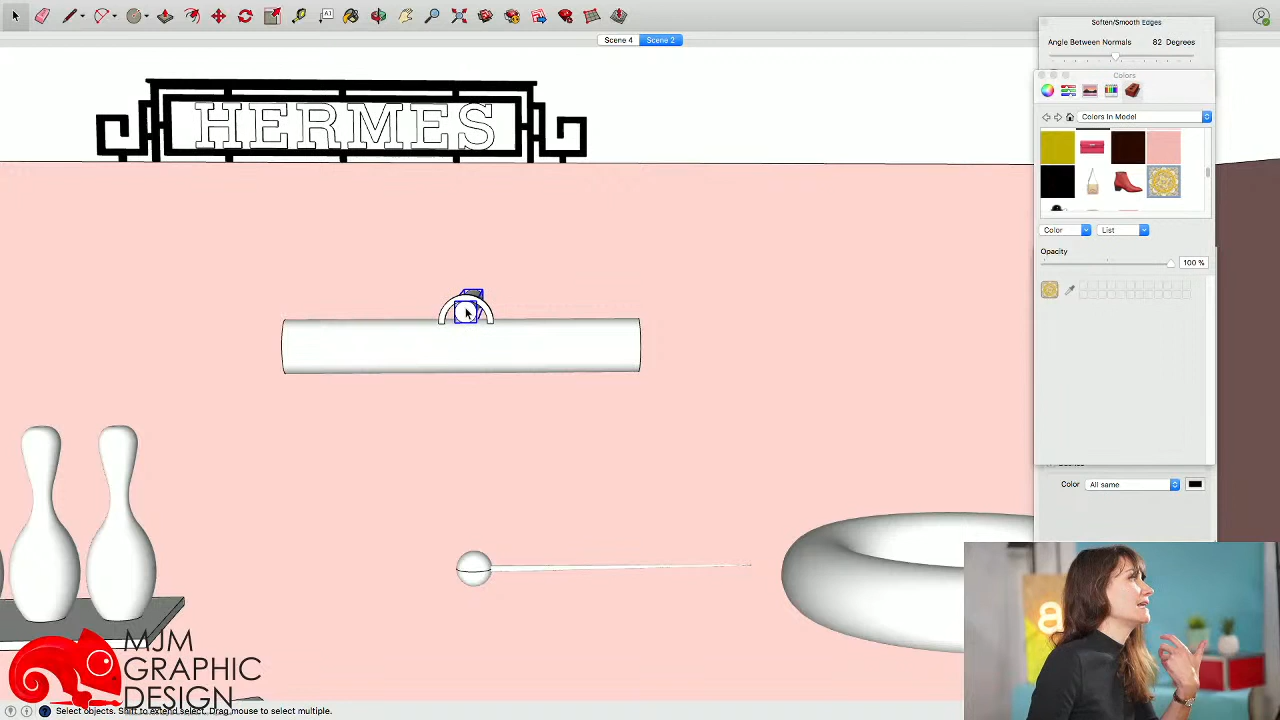 Soften/Smooth Edges
Scene 4
Scene 2
Angle Between Normals 82 Degrees
Colors
HERMES
Colors In Model
Color
List
Opacity
100 %
Color
All same
a
MJM
GRAPHIC
DESIGN
Select objects. Shift to extend select. Drag mouse to select multiple.